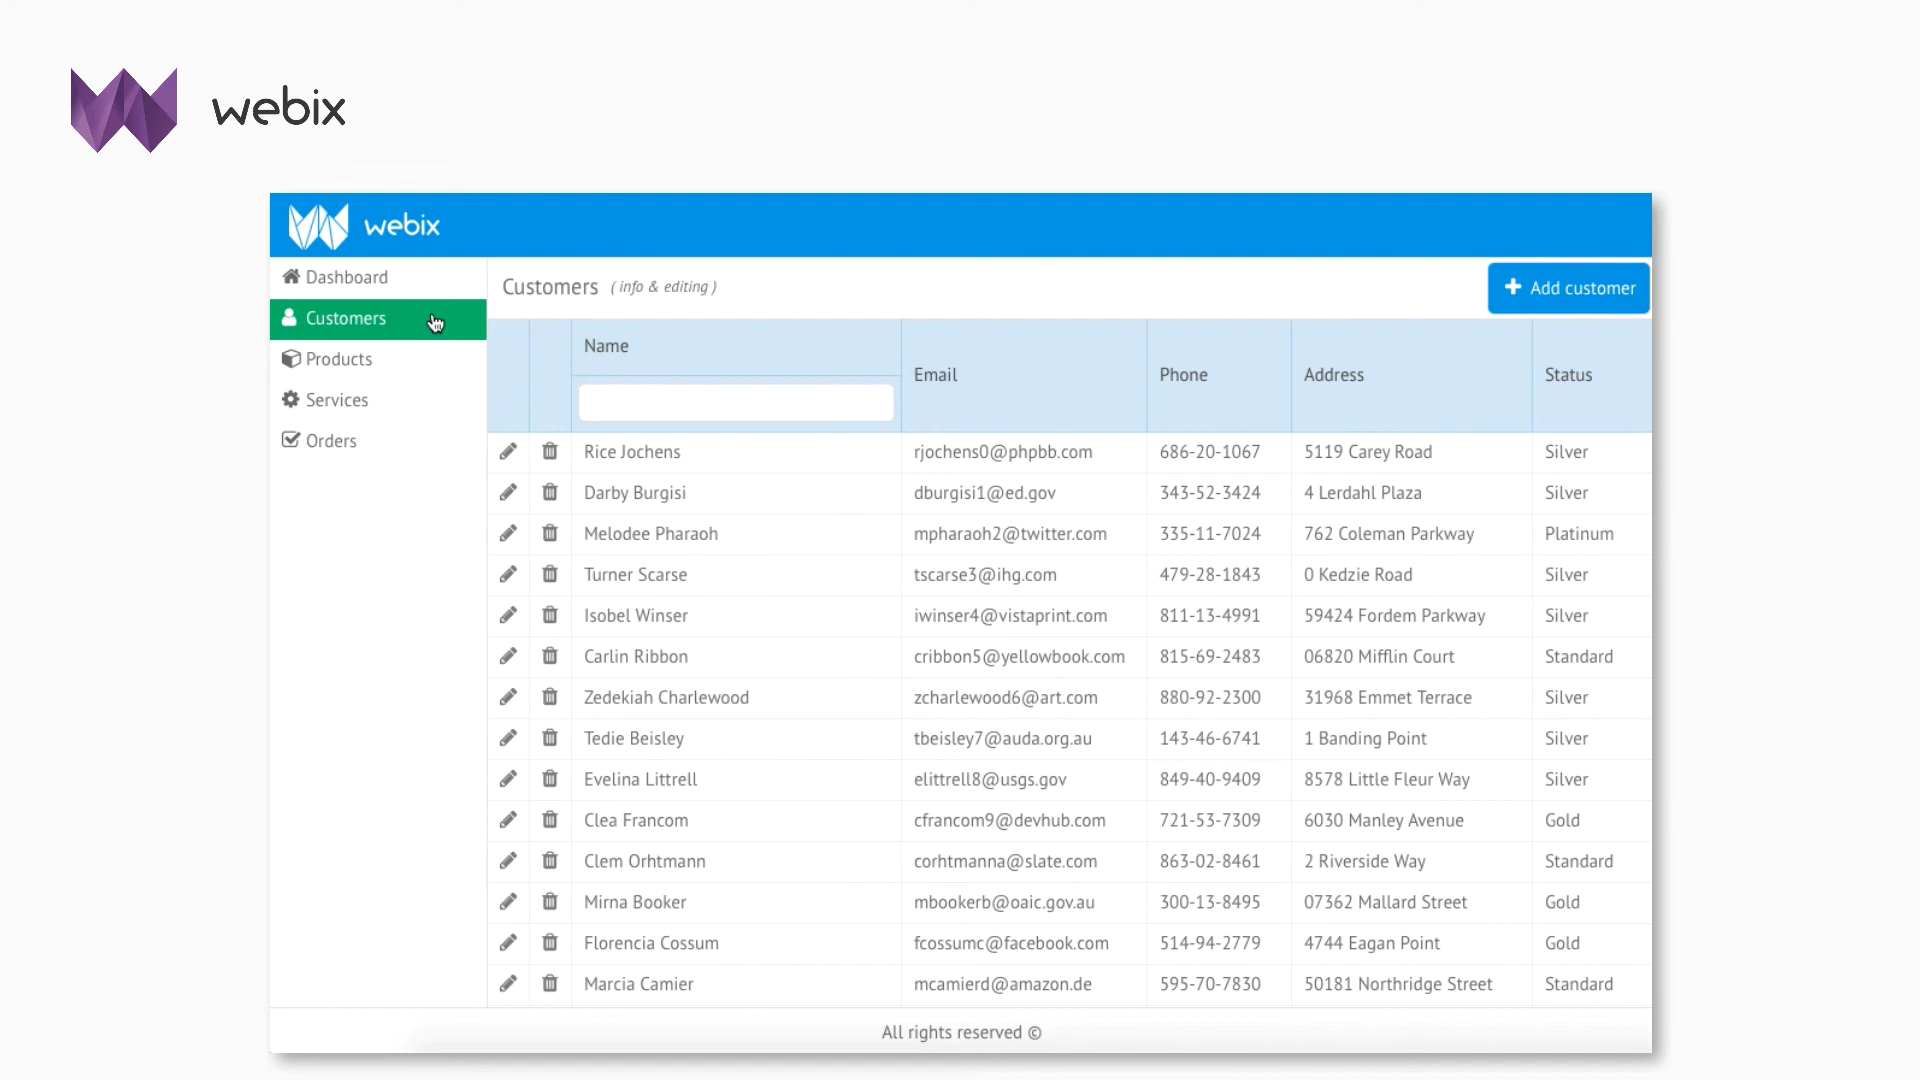 webix
webix
Dashboard
Customers
Products
Services
Orders
Customers ( info & editing )
Add customer
Name Email Phone Address Status
Rice Jochens rjochens0@phpbb.com 686-20-1067 5119 Carey Road Silver
Darby Burgisi dburgisi1@ed.gov 343-52-3424 4 Lerdahl Plaza Silver
Melodee Pharaoh mpharaoh2@twitter.com 335-11-7024 762 Coleman Parkway Platinum
Turner Scarse tscarse3@ihg.com 479-28-1843 0 Kedzie Road Silver
Isobel Winser iwinser4@vistaprint.com 811-13-4991 59424 Fordem Parkway Silver
Carlin Ribbon cribbon5@yellowbook.com 815-69-2483 06820 Mifflin Court Standard
Zedekiah Charlewood zcharlewood6@art.com 880-92-2300 31968 Emmet Terrace Silver
Tedie Beisley tbeisley7@auda.org.au 143-46-6741 1 Banding Point Silver
Evelina Littrell elittrell8@usgs.gov 849-40-9409 8578 Little Fleur Way Silver
Clea Francom cfrancom9@devhub.com 721-53-7309 6030 Manley Avenue Gold
Clem Orhtmann corhtmanna@slate.com 863-02-8461 2 Riverside Way Standard
Mirna Booker mbookerb@oaic.gov.au 300-13-8495 07362 Mallard Street Gold
Florencia Cossum fcossumc@facebook.com 514-94-2779 4744 Eagan Point Gold
Marcia Camier mcamierd@amazon.de 595-70-7830 50181 Northridge Street Standard
All rights reserved ©